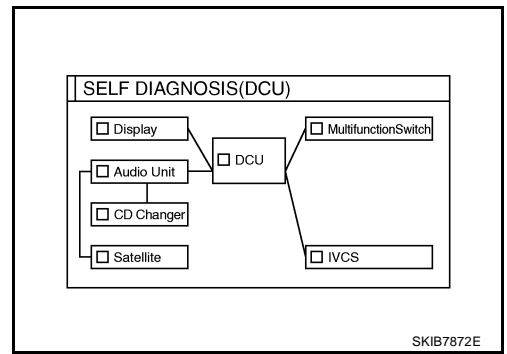 SELF DIAGNOSIS(DCU)
Display
MultifunctionSwitch
DCU
Audio Unit
CD Changer
Satellite
IVCS
SKIB7872E